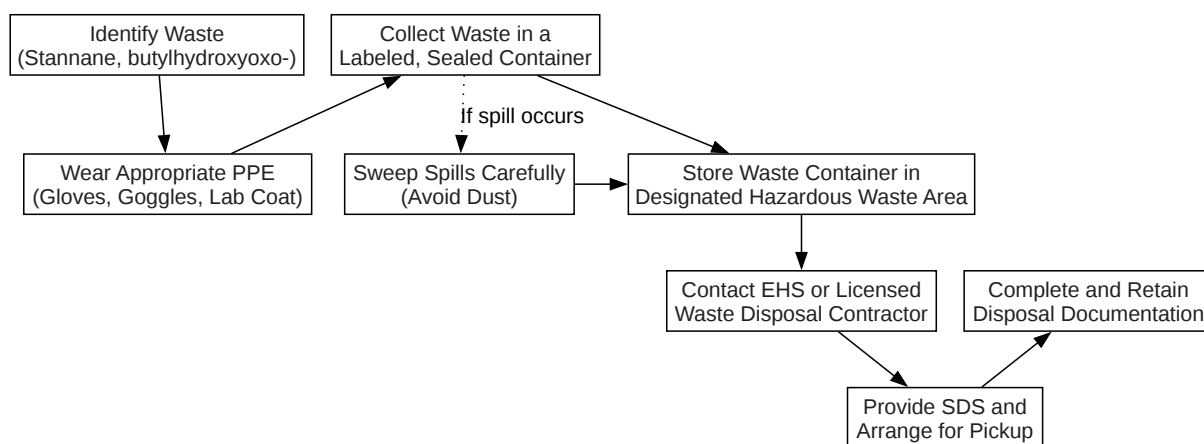 Identify Waste
(Stannane, butylhydroxyoxo-)
Collect Waste in a
Labeled, Sealed Container
If spill occurs
Wear Appropriate PPE
(Gloves, Goggles, Lab Coat)
Sweep Spills Carefully
(Avoid Dust)
Store Waste Container in
Designated Hazardous Waste Area
Contact EHS or Licensed
Waste Disposal Contractor
Complete and Retain
Disposal Documentation
Provide SDS and
Arrange for Pickup